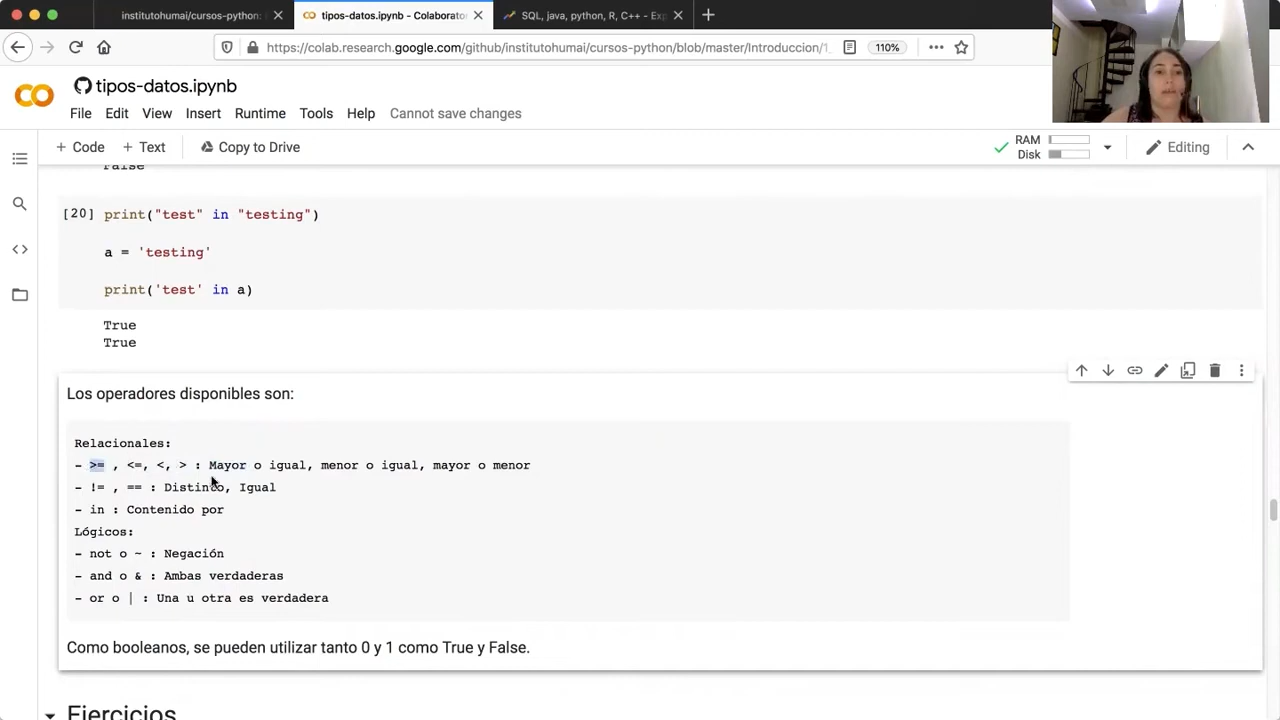 institutohumai/cursos-python:
tipos-datos.ipynb - Colaborator
SQL, java, python, R, C++ - Exp
https://colab.research.google.com/github/institutohumai/cursos-python/blob/master/Introduccion/1_
110%
tipos-datos.ipynb
File Edit View Insert Runtime Tools Help Cannot save changes
+ Code + Text Copy to Drive
RAM
Disk
Editing
False
[20] print("test" in "testing")
a = 'testing'
print('test' in a)
True
True
Los operadores disponibles son:
Relacionales:
- >= , <=, <, > : Mayor o igual, menor o igual, mayor o menor
- != , == : Distinto, Igual
- in : Contenido por
Lógicos:
- not o ~ : Negación
- and o & : Ambas verdaderas
- or o | : Una u otra es verdadera
Como booleanos, se pueden utilizar tanto 0 y 1 como True y False.
Ejercicios